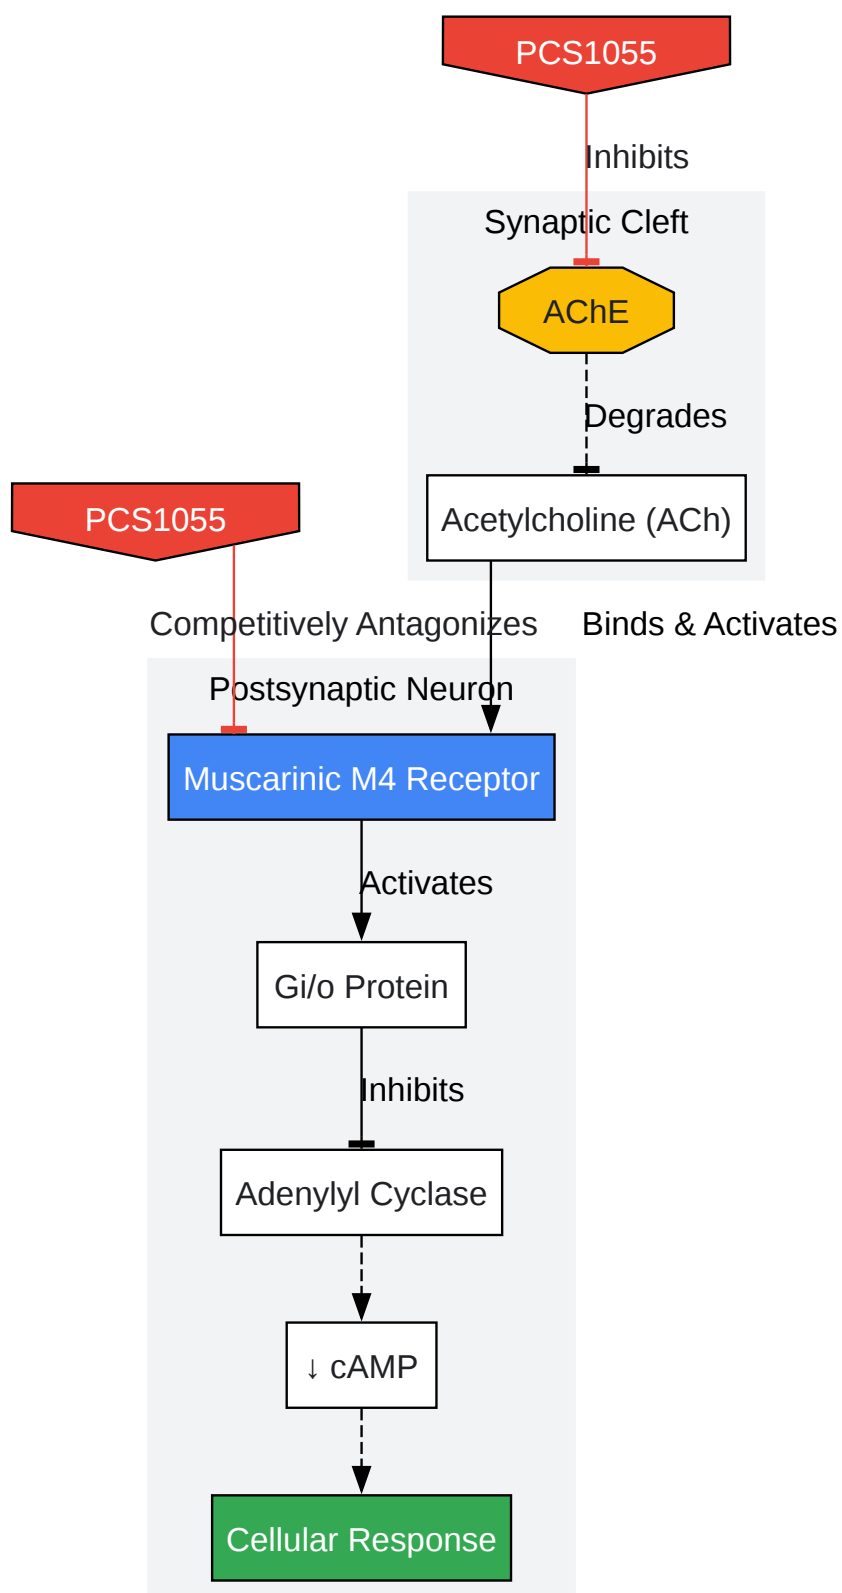 PCS1055
Inhibits
Synaptic Cleft
AChE
Degrades
PCS1055
Acetylcholine (ACh)
Competitively Antagonizes
Binds & Activates
Postsynaptic Neuron
Muscarinic M4 Receptor
Activates
Gi/o Protein
Inhibits
Adenylyl Cyclase
↓ cAMP
Cellular Response